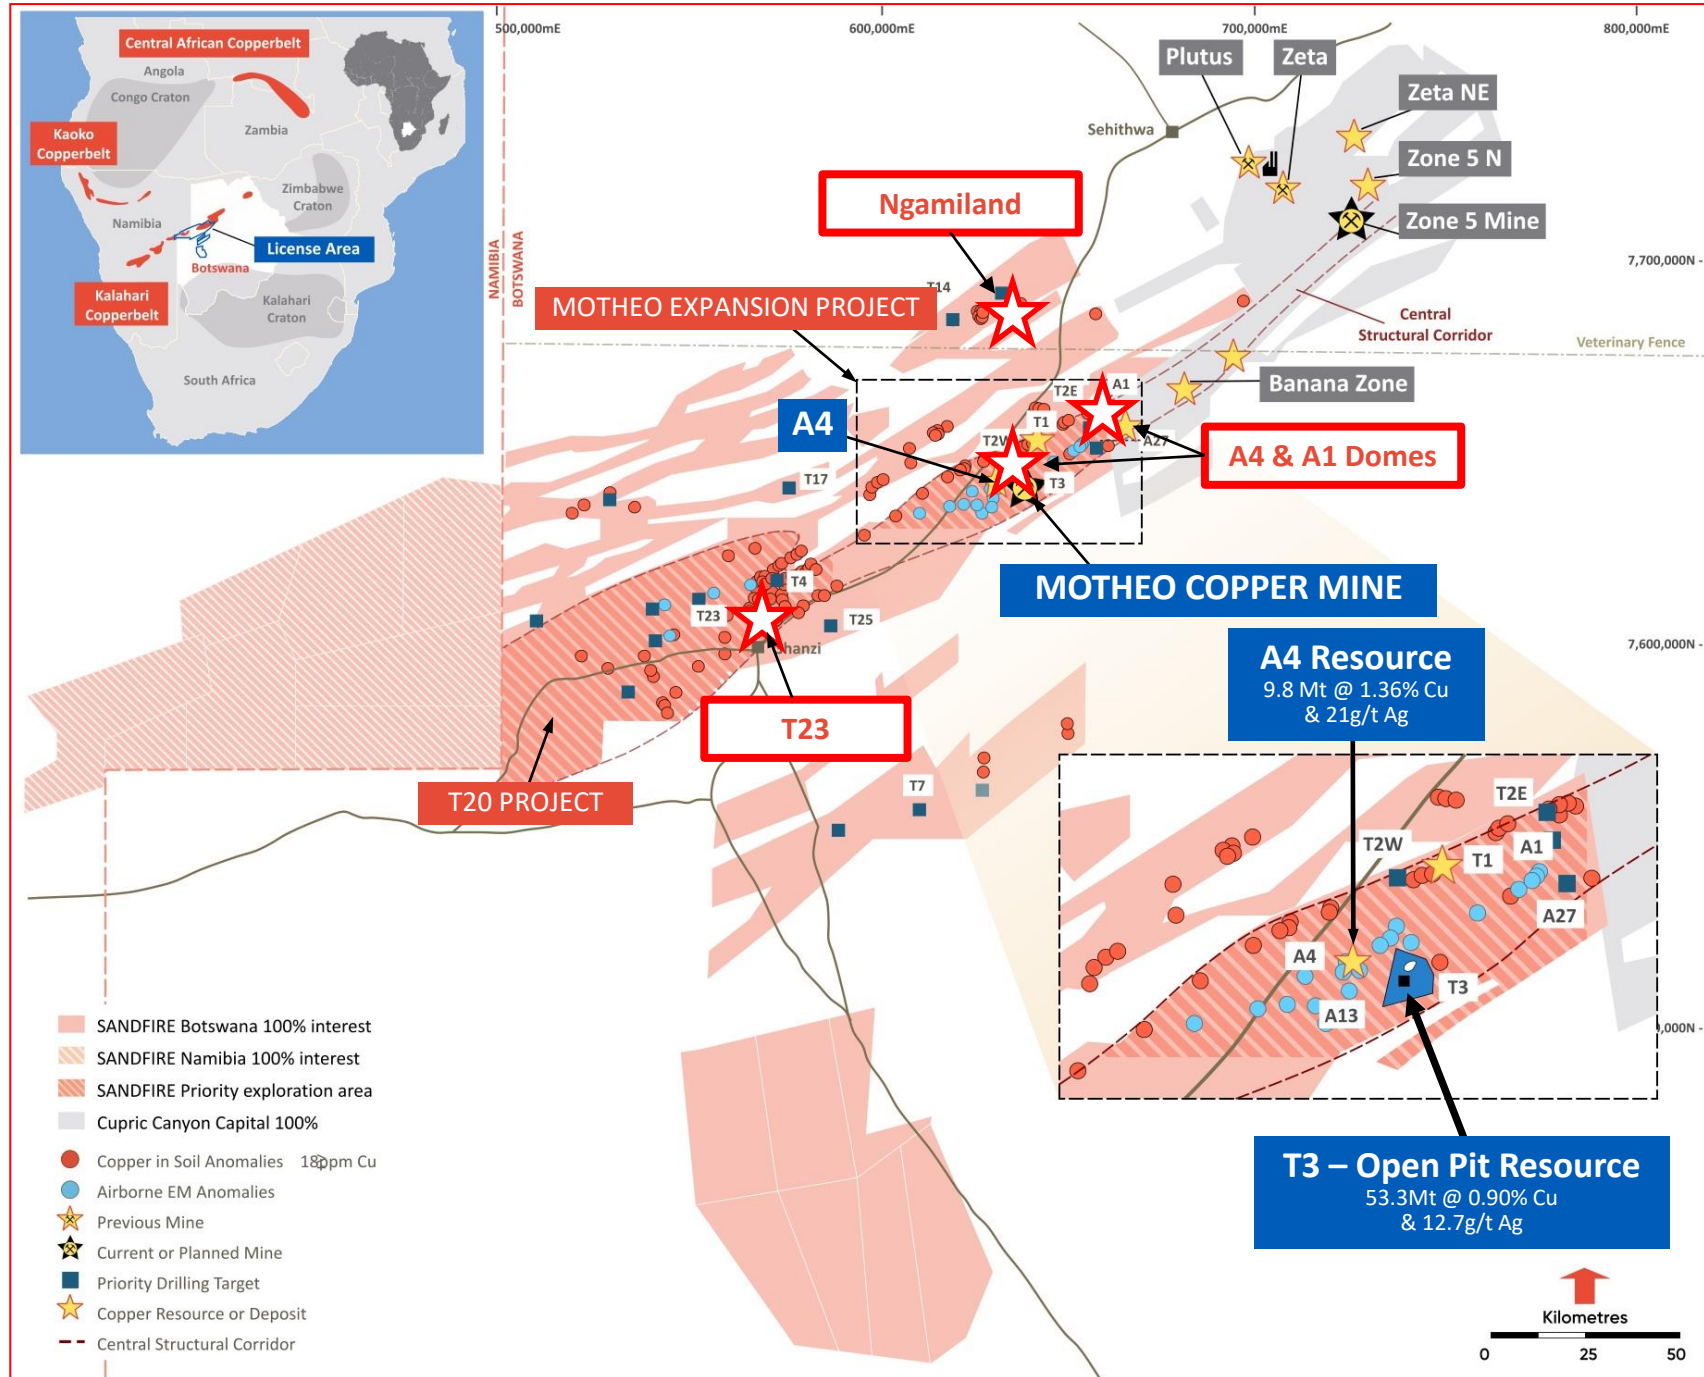 500,000mE
600,000mE
700,000mE
800,000mE
Central African Copperbelt
Angola
Congo Craton
Zambia
Kaoko
Copperbelt
Zimbabwe
Craton
Namibia
License Area
Botswana
Kalahari
Copperbelt
Kalahari
Craton
South Africa
NAMIBIA
BOTSWANA
Plutus
Zeta
Zeta NE
Sehithwa
Zone 5 N
Zone 5 Mine
Ngamiland
7,700,000N
T14
MOTHEO EXPANSION PROJECT
Central
Structural Corridor
Veterinary Fence
Banana Zone
A4
T2E
A1
T1
T2W
A27
A4 & A1 Domes
T3
T17
MOTHEO COPPER MINE
T4
T23
T25
7,600,000N
T23
T20 PROJECT
T7
A4 Resource
9.8 Mt @ 1.36% Cu
& 21g/t Ag
T2E
T2W
T1
A1
A27
A4
T3
A13
,000N
T3 – Open Pit Resource
53.3Mt @ 0.90% Cu
& 12.7g/t Ag
SANDFIRE Botswana 100% interest
SANDFIRE Namibia 100% interest
SANDFIRE Priority exploration area
Cupric Canyon Capital 100%
Copper in Soil Anomalies
Airborne EM Anomalies
Previous Mine
Current or Planned Mine
Priority Drilling Target
Copper Resource or Deposit
Central Structural Corridor
Kilometres
0 25 50